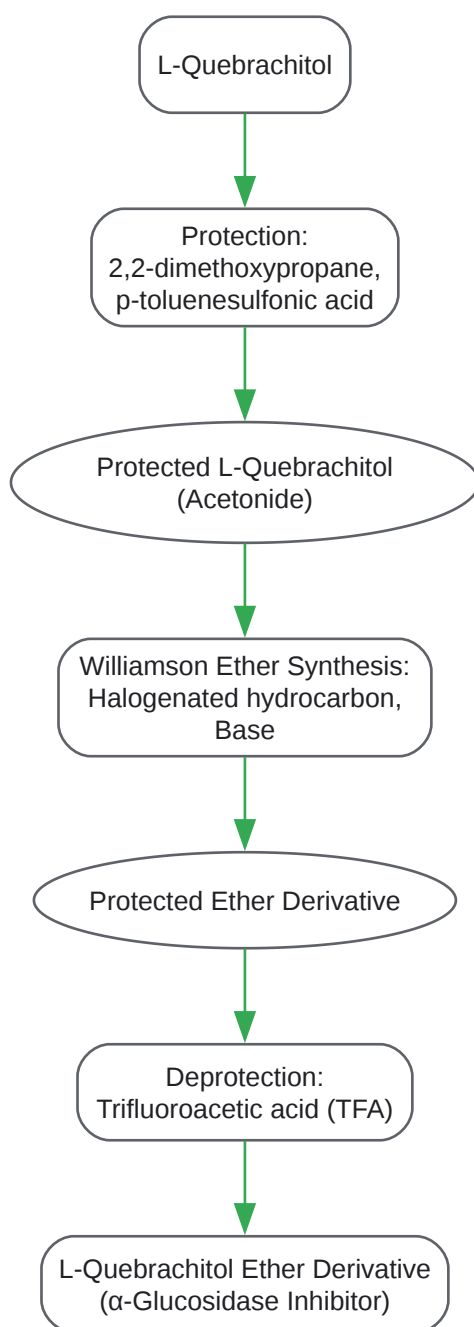 L-Quebrachitol
Protection:
2,2-dimethoxypropane,
p-toluenesulfonic acid
Protected L-Quebrachitol
(Acetonide)
Williamson Ether Synthesis:
Halogenated hydrocarbon,
Base
Protected Ether Derivative
Deprotection:
Trifluoroacetic acid (TFA)
L-Quebrachitol Ether Derivative
(α-Glucosidase Inhibitor)